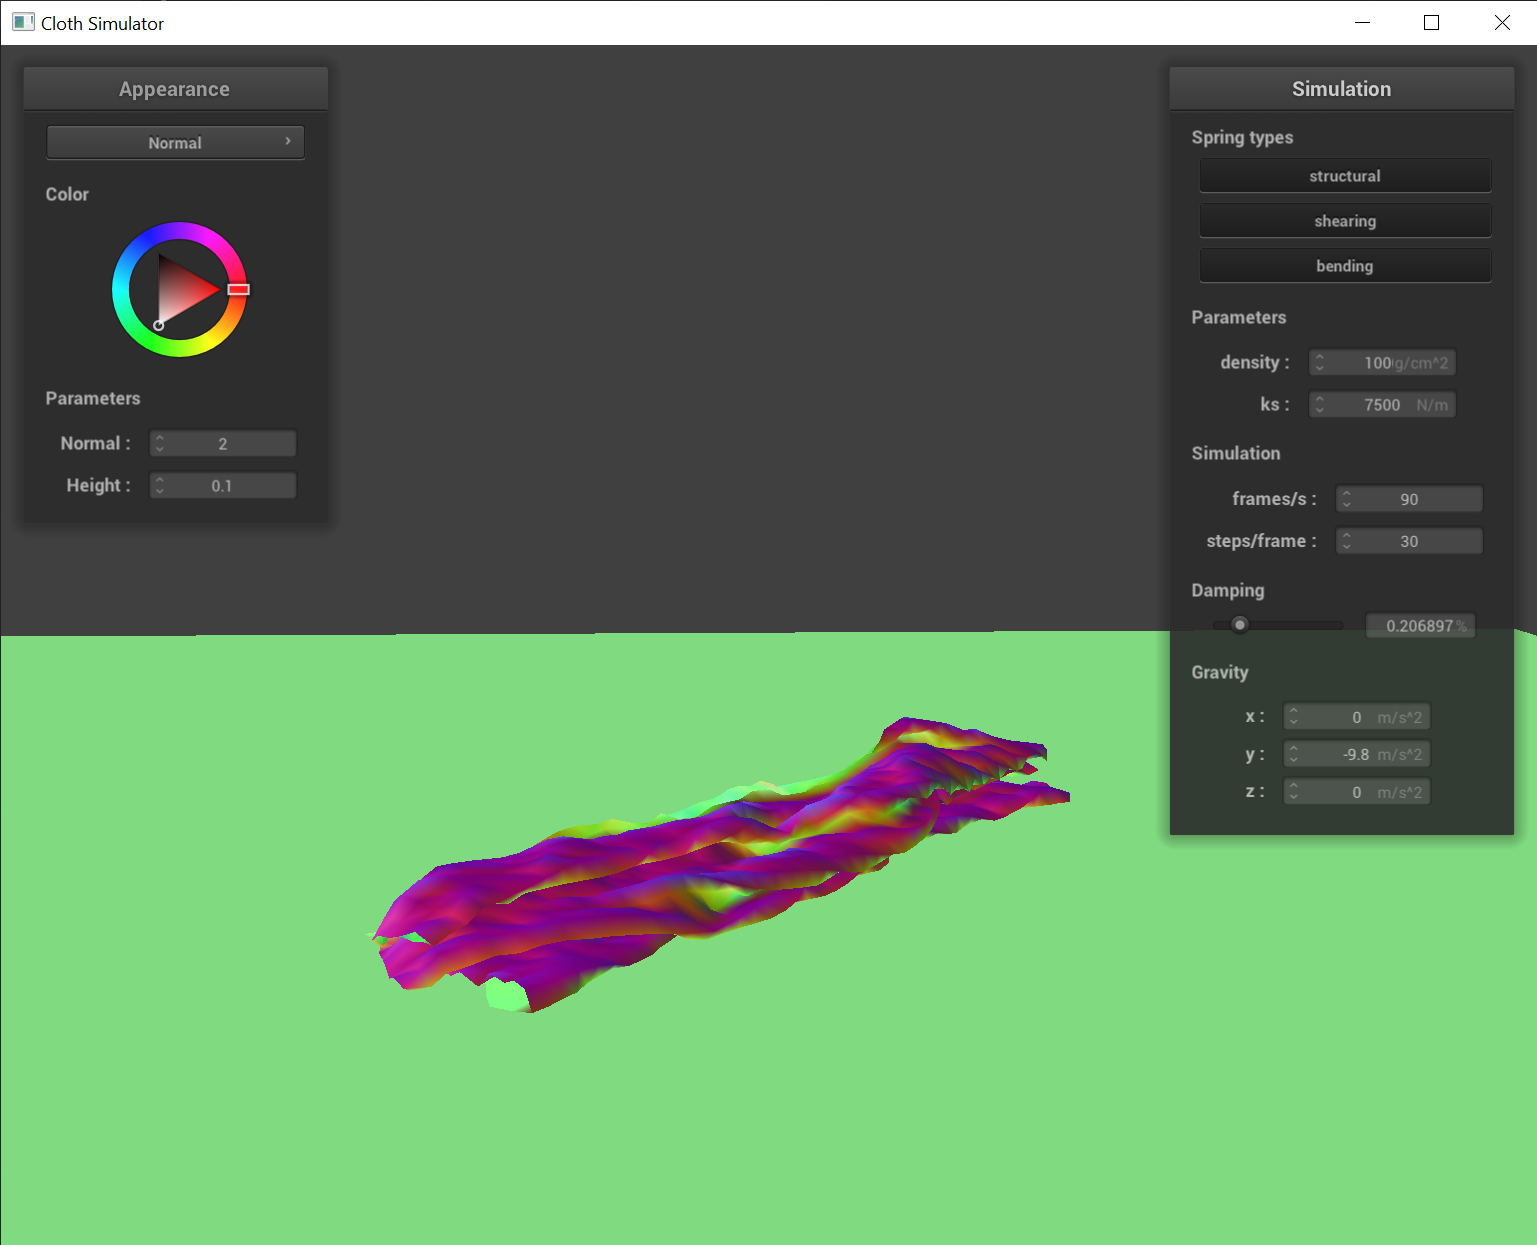 Cloth Simulator
Appearance
Normal
Color
Parameters
Normal : 2
Height : 0.1
Simulation
Spring types
structural
shearing
bending
Parameters
density : 100 g/cm^2
ks : 7500 N/m
Simulation
frames/s : 90
steps/frame : 30
Damping
0.206897 %
Gravity
x : 0 m/s^2
y : -9.8 m/s^2
z : 0 m/s^2